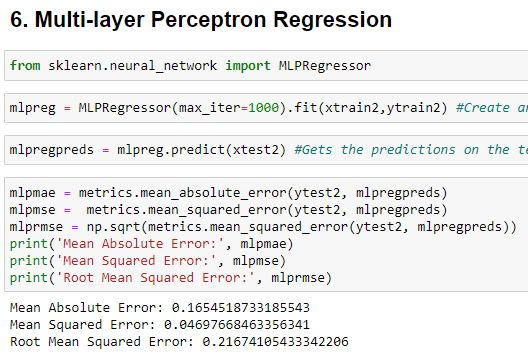 6. Multi-layer Perceptron Regression
from sklearn.neural_network import MLPRegressor
mlpreg = MLPRegressor(max_iter=1000).fit(xtrain2,ytrain2) #Create
mlpregpreds = mlpreg.predict(xtest2) #Gets the predictions on the
mlpmae = metrics.mean_absolute_error(ytest2, mlpregpreds)
mlpmse =  metrics.mean_squared_error(ytest2, mlpregpreds)
mlprmse = np.sqrt(metrics.mean_squared_error(ytest2, mlpregpreds))
print('Mean Absolute Error:', mlpmae)
print('Mean Squared Error:', mlpmse)
print('Root Mean Squared Error:', mlprmse)
Mean Absolute Error: 0.1654518733185543
Mean Squared Error: 0.04697668463356341
Root Mean Squared Error: 0.21674105433342206